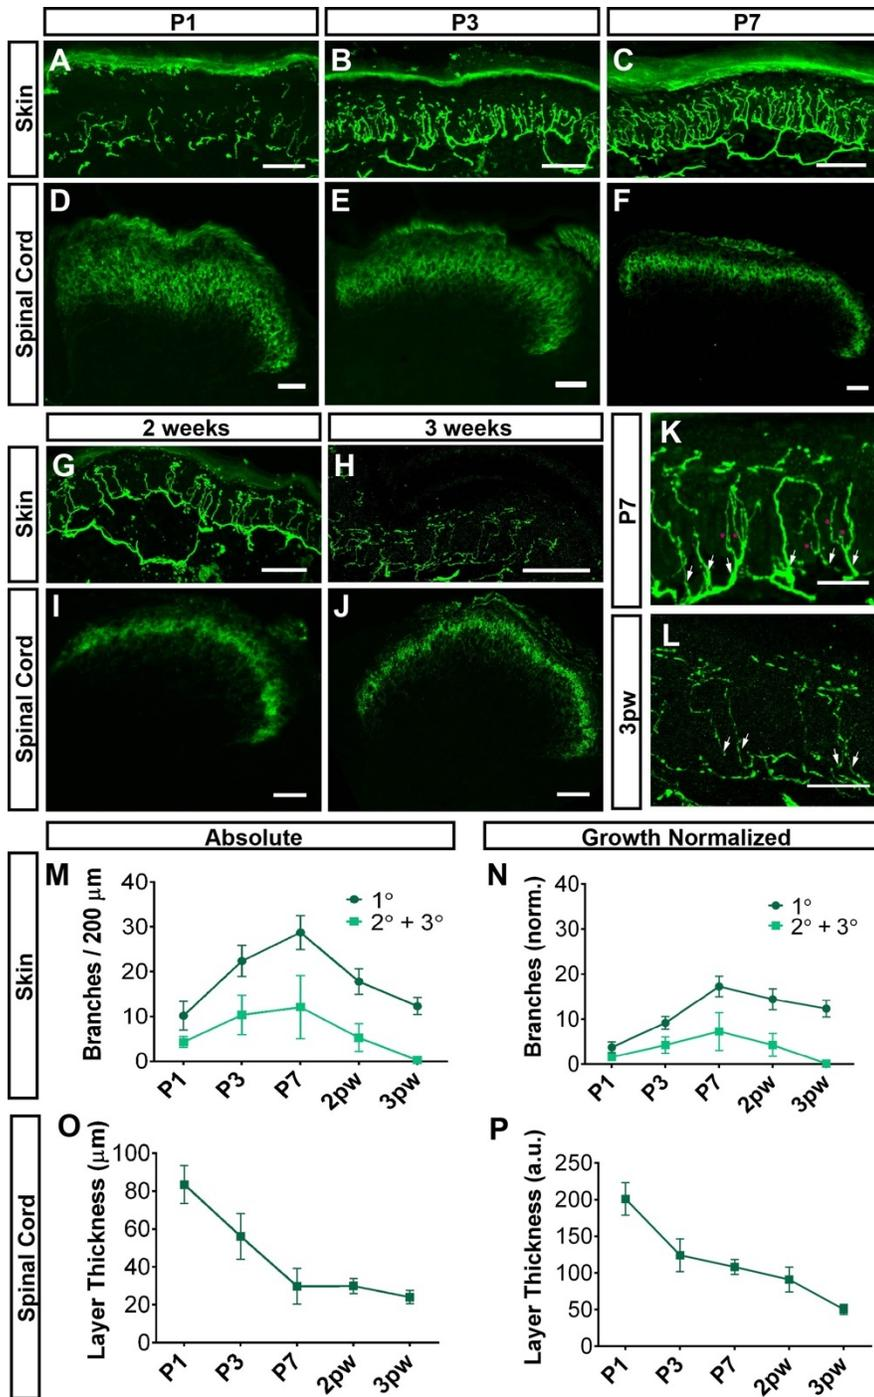 P1 P3 P7
Skin
A B C
Spinal Cord
D E F
2 weeks 3 weeks
Skin
G H
Spinal Cord
I J
P7
K
3pw
L
Absolute Growth Normalized
Skin
M
Branches / 200 μm
40
30
20
10
0
1°
2° + 3°
P1 P3 P7 2pw 3pw
N
Branches (norm.)
40
30
20
10
0
1°
2° + 3°
P1 P3 P7 2pw 3pw
Spinal Cord
O
Layer Thickness (μm)
100
80
60
40
20
0
P1 P3 P7 2pw 3pw
P
Layer Thickness (a.u.)
250
200
150
100
50
0
P1 P3 P7 2pw 3pw